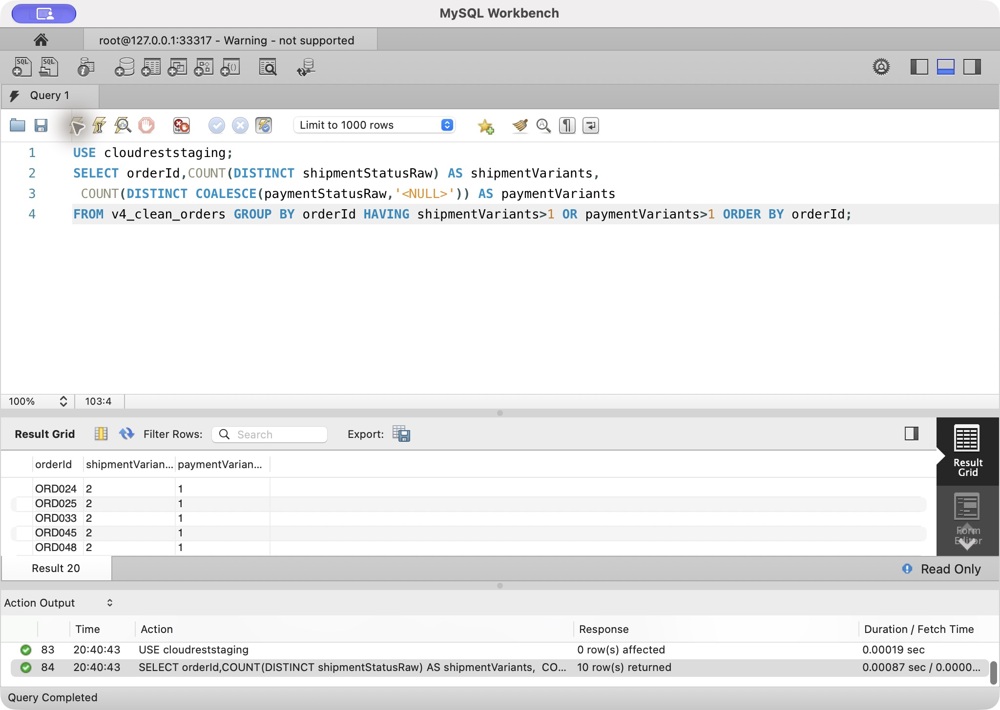 MySQL Workbench
root@127.0.0.1:33317 - Warning - not supported
SQL SQL f()
Query 1
Limit to 1000 rows
1 USE cloudreststaging;
2 SELECT orderId,COUNT(DISTINCT shipmentStatusRaw) AS shipmentVariants,
3 COUNT(DISTINCT COALESCE(paymentStatusRaw,'<NULL>')) AS paymentVariants
4 FROM v4_clean_orders GROUP BY orderId HAVING shipmentVariants>1 OR paymentVariants>1 ORDER BY orderId;
100% 103:4
Result Grid Filter Rows: Search Export:
Result
Grid
orderId shipmentVarian... paymentVarian...
ORD024 2 1
ORD025 2 1
ORD033 2 1
ORD045 2 1
ORD048 2 1
Form
Editor
Result 20 Read Only
Action Output
Time Action Response Duration / Fetch Time
83 20:40:43 USE cloudreststaging 0 row(s) affected 0.00019 sec
84 20:40:43 SELECT orderId,COUNT(DISTINCT shipmentStatusRaw) AS shipmentVariants, CO... 10 row(s) returned 0.00087 sec / 0.0000...
Query Completed